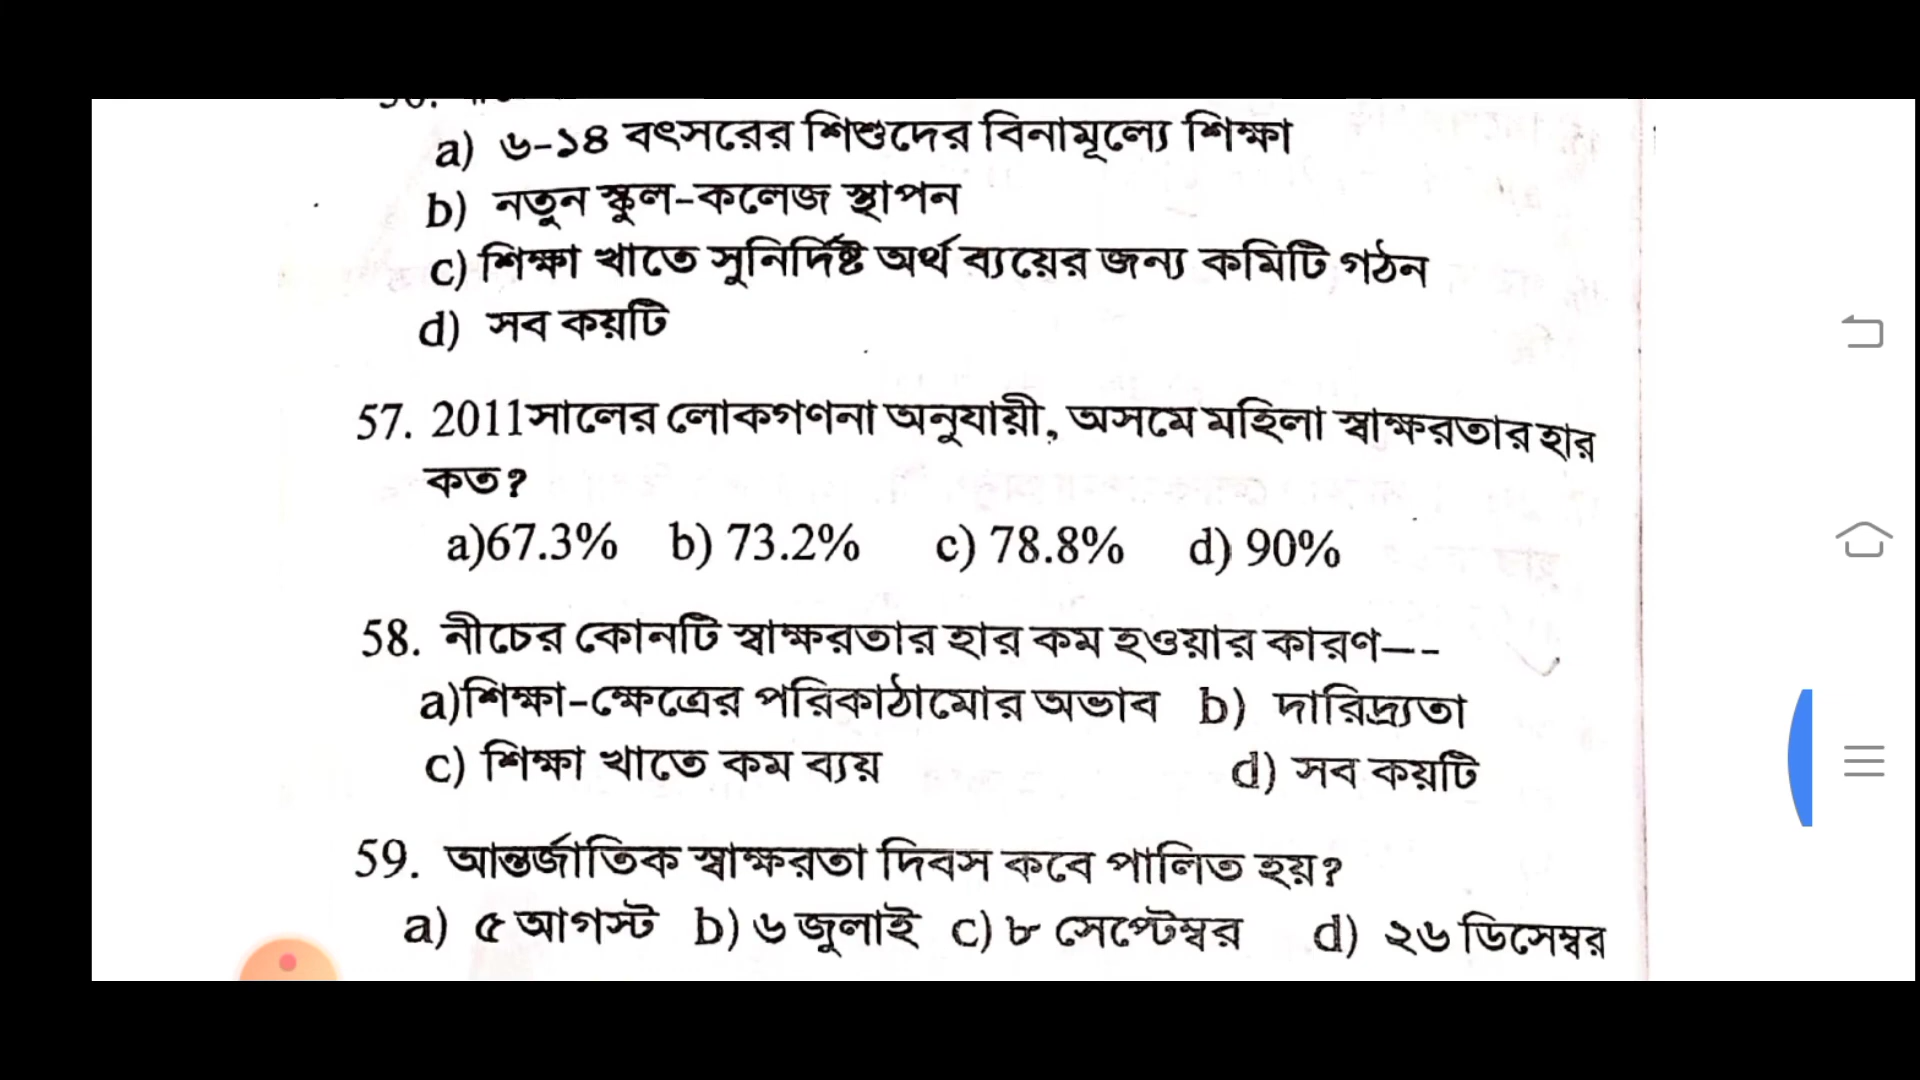 a) ৬-১৪ বৎসরের শিশুদের বিনামূল্যে শিক্ষা
b) নতুন স্কুল-কলেজ স্থাপন
c) শিক্ষা খাতে সুনির্দিষ্ট অর্থ ব্যয়ের জন্য কমিটি গঠন
d) সব কয়টি
57. 2011সালের লোকগণনা অনুযায়ী, অসমে মহিলা স্বাক্ষরতার হার
কত?
a)67.3% b) 73.2% c) 78.8% d) 90%
58. নীচের কোনটি স্বাক্ষরতার হার কম হওয়ার কারণ—--
a)শিক্ষা-ক্ষেত্রের পরিকাঠামোর অভাব b) দারিদ্র্যতা
c) শিক্ষা খাতে কম ব্যয় d) সব কয়টি
59. আন্তর্জাতিক স্বাক্ষরতা দিবস কবে পালিত হয়?
a) ৫ আগস্ট b) ৬ জুলাই c) ৮ সেপ্টেম্বর d) ২৬ ডিসেম্বর